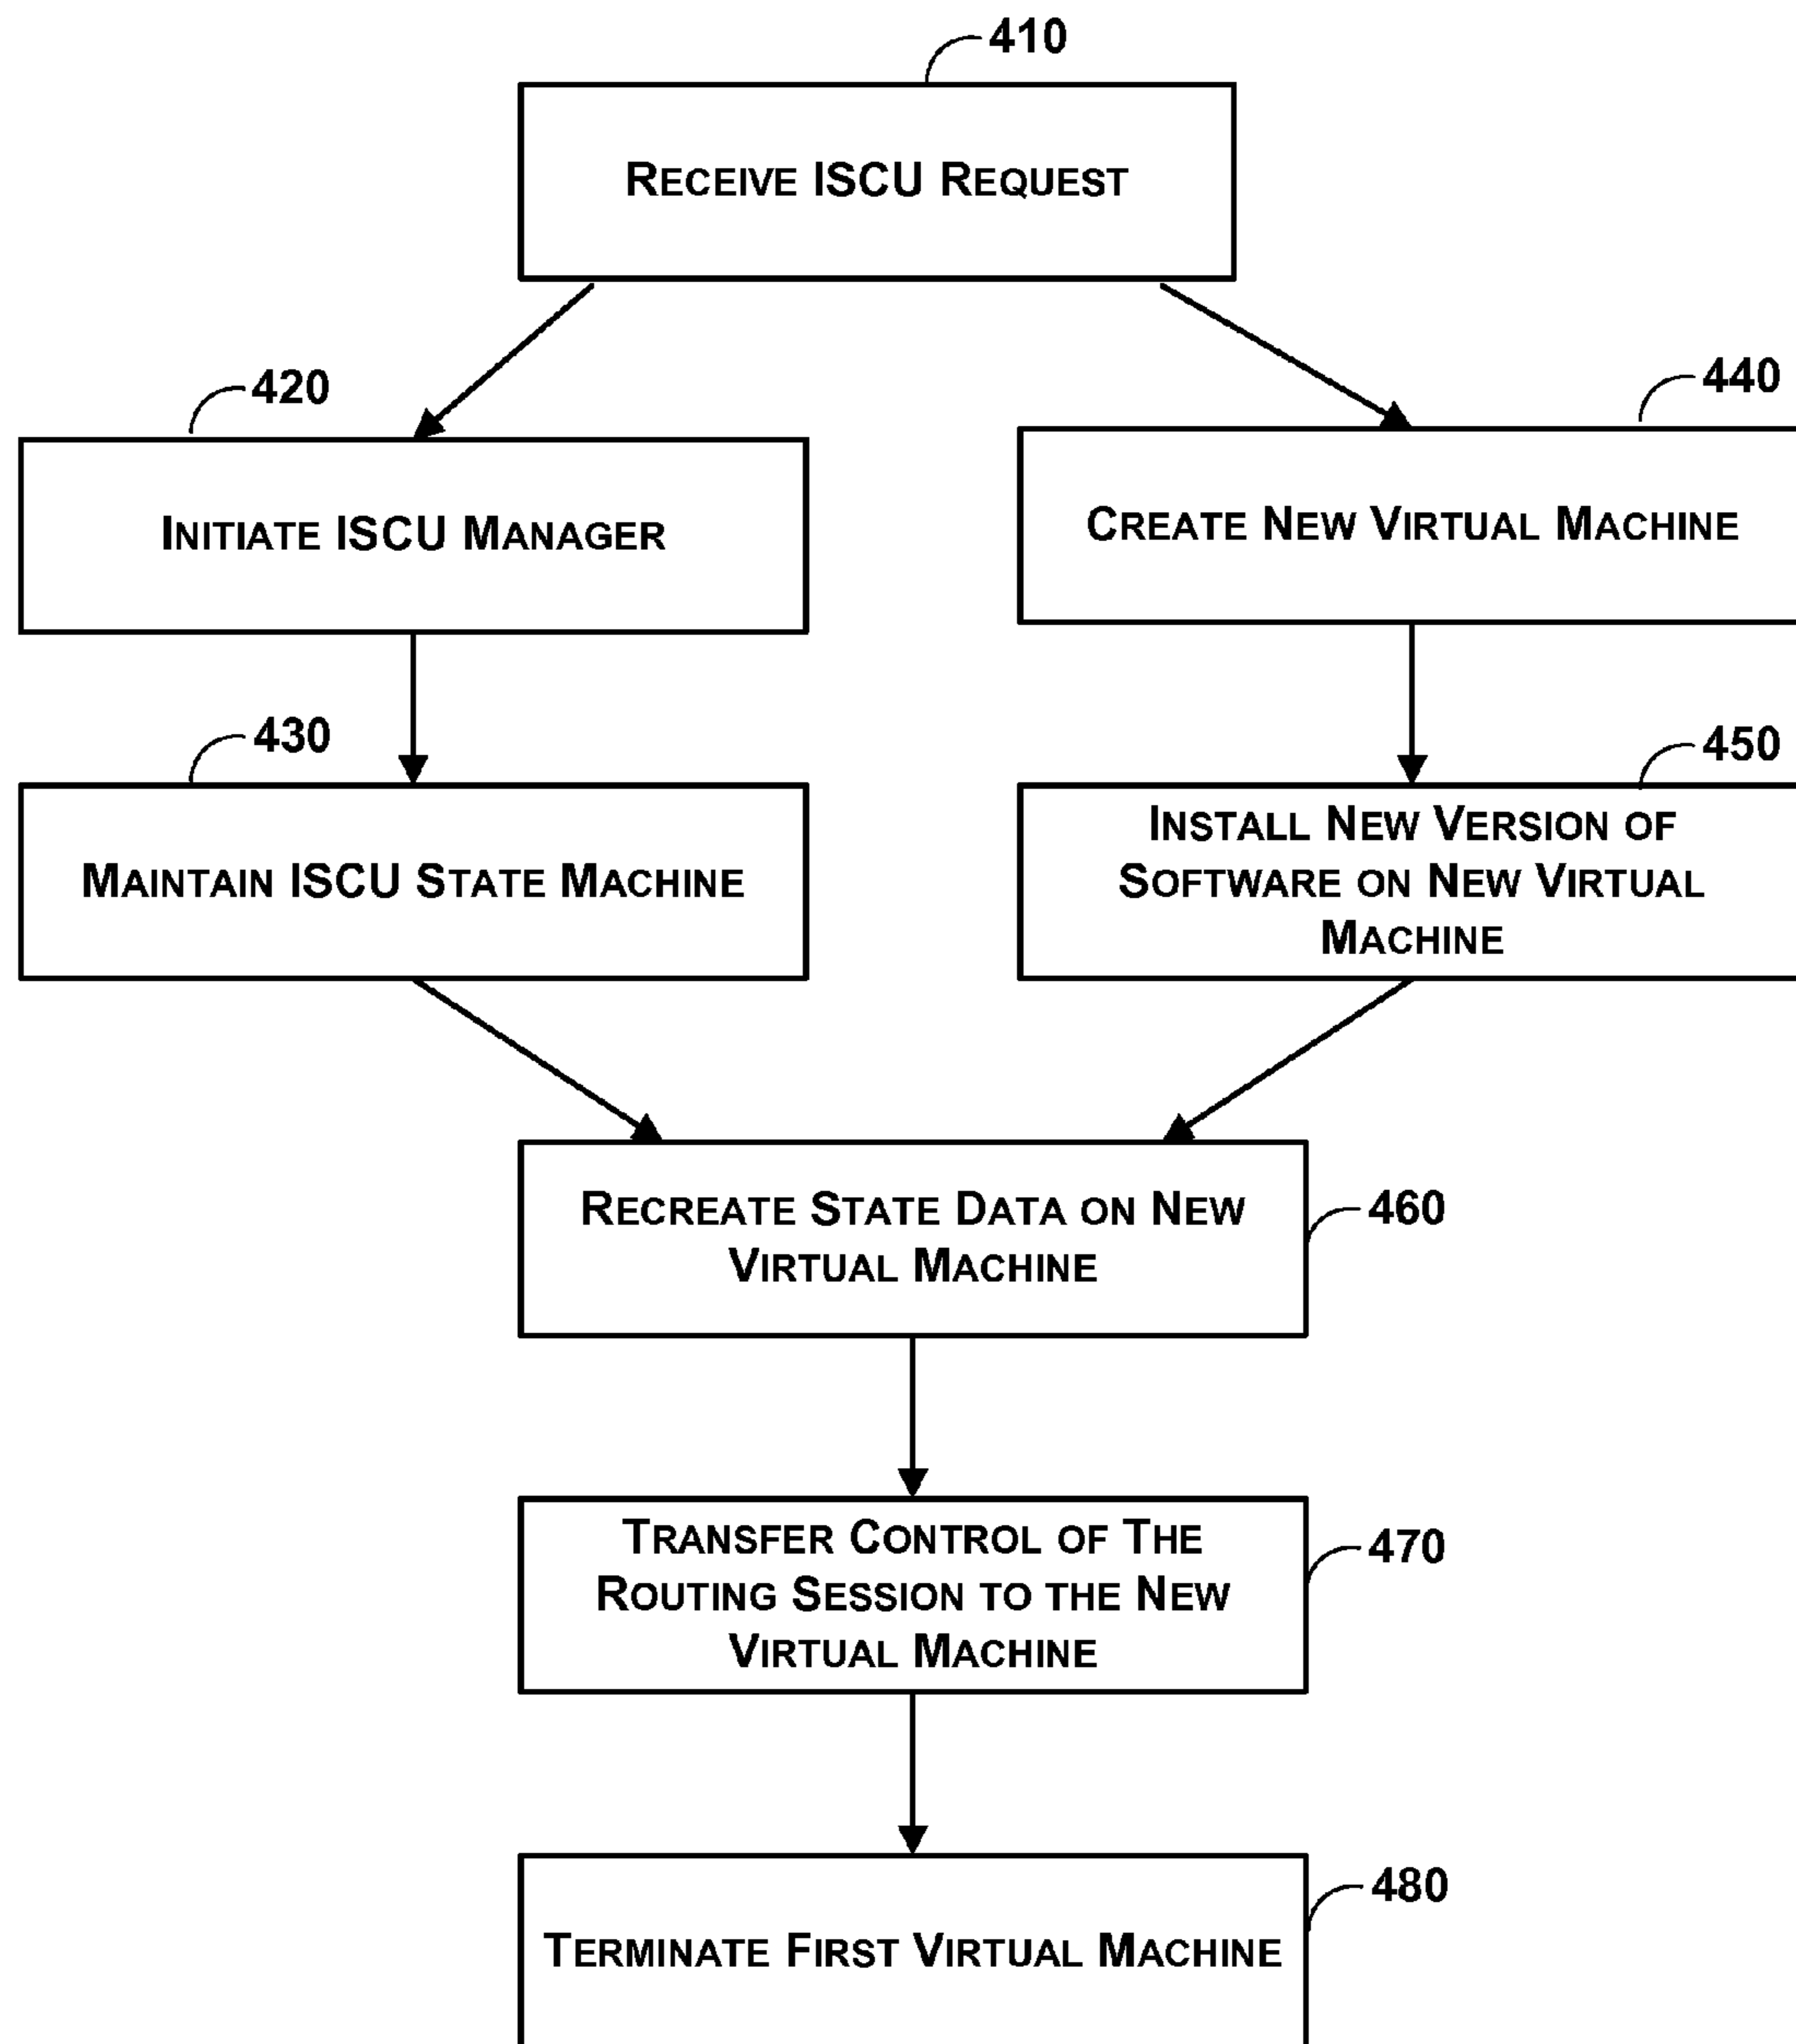 410
RECEIVE ISCU REQUEST
420
440
INITIATE ISCU MANAGER
CREATE NEW VIRTUAL MACHINE
430
450
MAINTAIN ISCU STATE MACHINE
INSTALL NEW VERSION OF
SOFTWARE ON NEW VIRTUAL
MACHINE
RECREATE STATE DATA ON NEW
VIRTUAL MACHINE
460
TRANSFER CONTROL OF THE
ROUTING SESSION TO THE NEW
VIRTUAL MACHINE
470
480
TERMINATE FIRST VIRTUAL MACHINE